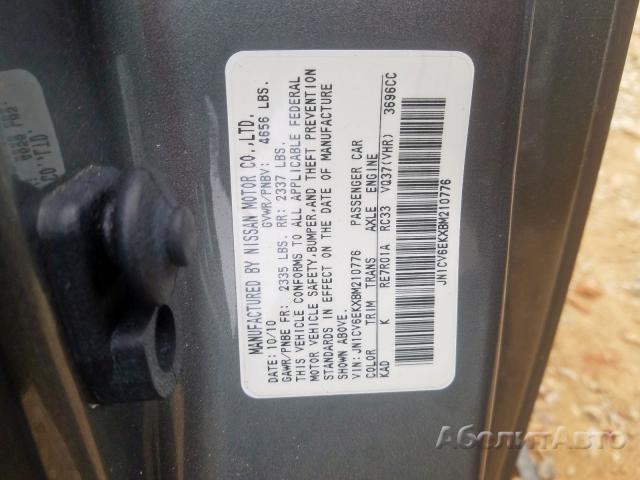 MANUFACTURED BY NISSAN MOTOR CO.,LTD.
DATE: 10/10 GVWR/PNBV: 4656 LBS.
GAWR/PNBE FR: 2335 LBS. RR: 2337 LBS.
THIS VEHICLE CONFORMS TO ALL APPLICABLE FEDERAL
MOTOR VEHICLE SAFETY, BUMPER, AND THEFT PREVENTION
STANDARDS IN EFFECT ON THE DATE OF MANUFACTURE
SHOWN ABOVE.
VIN: JN1CV6EKXBM210776 PASSENGER CAR
COLOR TRIM TRANS AXLE ENGINE
KAD K RE7R01A RC33 VQ37(VHR) 3696CC
JN1CV6EKXBM210776
АболитАвто